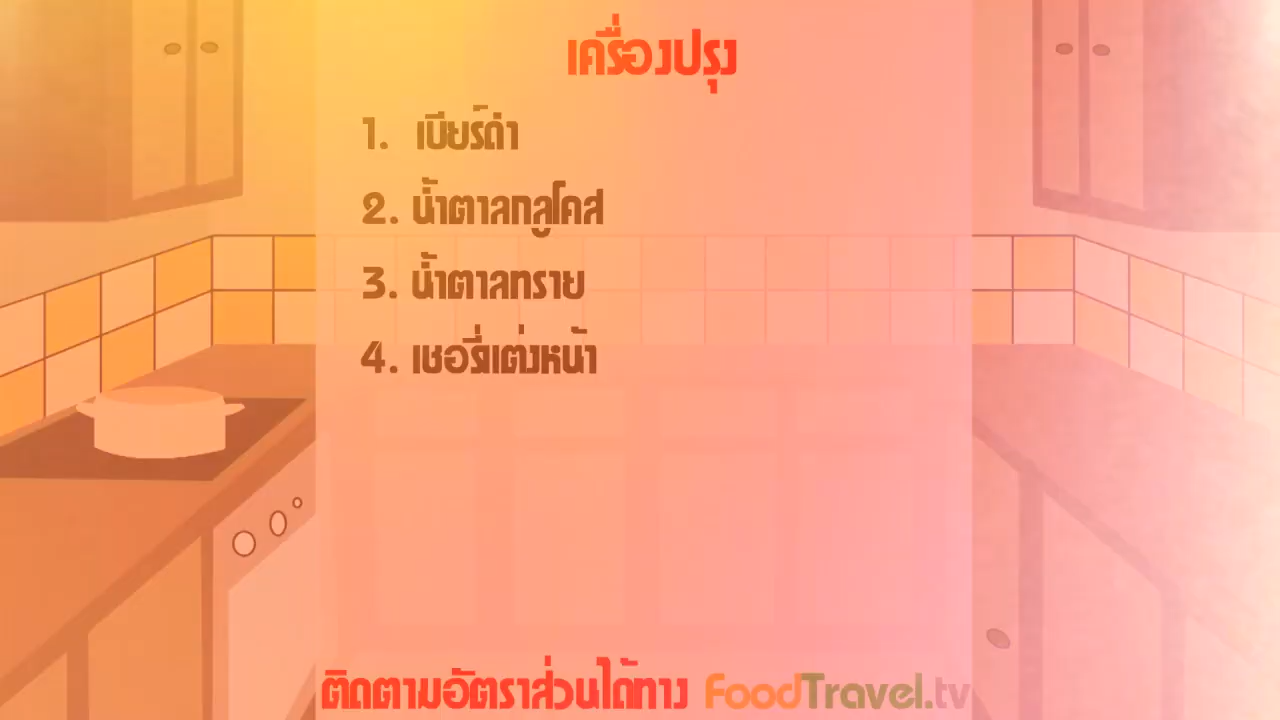 เครื่องปรุง
1. เบียร์ดำ
2. น้ำตาลกลูโคส
3. น้ำตาลทราย
4. เชอรี่แต่งหน้า
ติดตามอัตราส่วนได้ทาง FoodTravel.tv